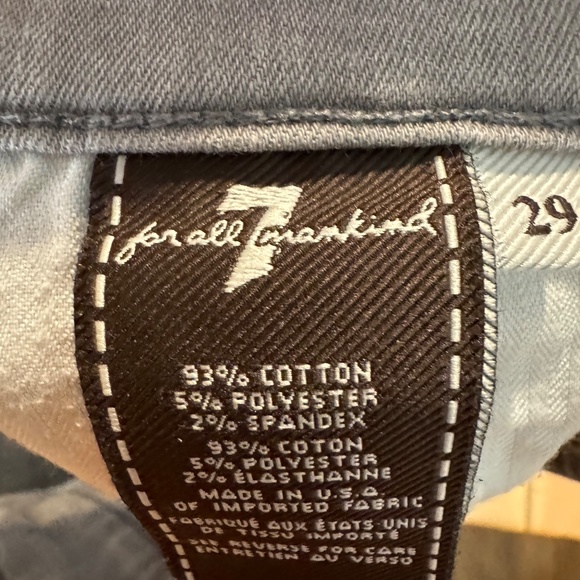 7
for all mankind
29
93% COTTON
5% POLYESTER
2% SPANDEX
93% COTON
5% POLYESTER
2% ÉLASTHANNE
MADE IN U.S.A
OF IMPORTED FABRIC
FABRIQUÉ AUX ÉTATS-UNIS
DE TISSU IMPORTÉ
SEE REVERSE FOR CARE
ENTRETIEN AU VERSO